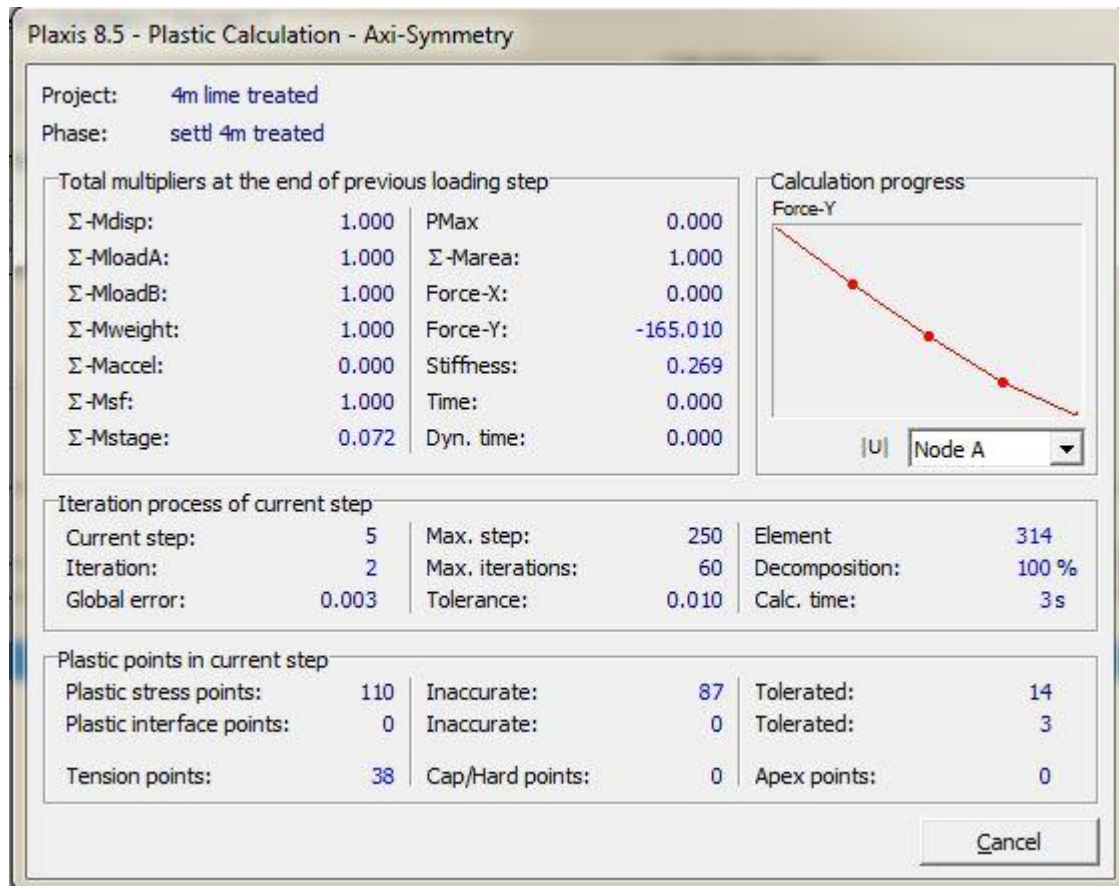 Plaxis 8.5 - Plastic Calculation - Axi-Symmetry
Project: 4m lime treated
Phase: settl 4m treated
Total multipliers at the end of previous loading step
Σ-Mdisp: 1.000 PMax 0.000
Σ-MloadA: 1.000 Σ-Marea: 1.000
Σ-MloadB: 1.000 Force-X: 0.000
Σ-Mweight: 1.000 Force-Y: -165.010
Σ-Maccel: 0.000 Stiffness: 0.269
Σ-Msf: 1.000 Time: 0.000
Σ-Mstage: 0.072 Dyn. time: 0.000
Calculation progress
Force-Y
|U| Node A
Iteration process of current step
Current step: 5 Max. step: 250 Element 314
Iteration: 2 Max. iterations: 60 Decomposition: 100 %
Global error: 0.003 Tolerance: 0.010 Calc. time: 3 s
Plastic points in current step
Plastic stress points: 110 Inaccurate: 87 Tolerated: 14
Plastic interface points: 0 Inaccurate: 0 Tolerated: 3
Tension points: 38 Cap/Hard points: 0 Apex points: 0
Cancel